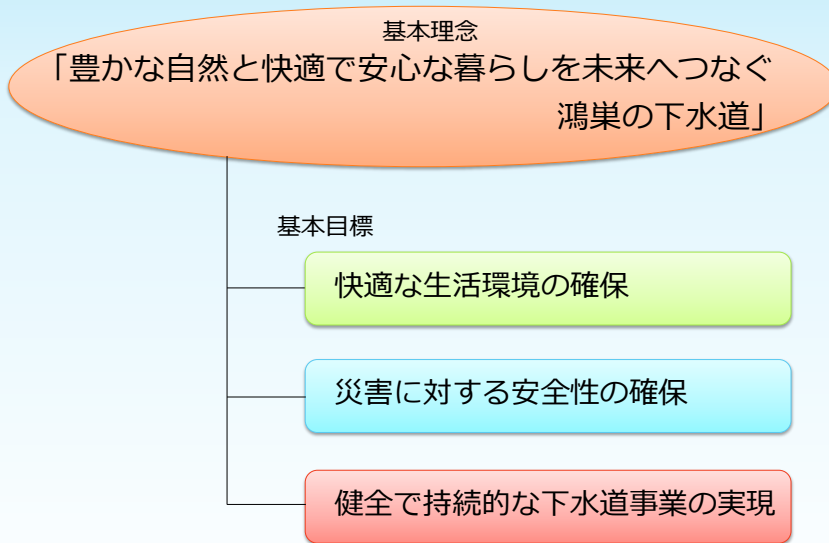 基本理念
「豊かな自然と快適で安心な暮らしを未来へつなぐ
鴻巣の下水道」
基本目標
快適な生活環境の確保
災害に対する安全性の確保
健全で持続的な下水道事業の実現